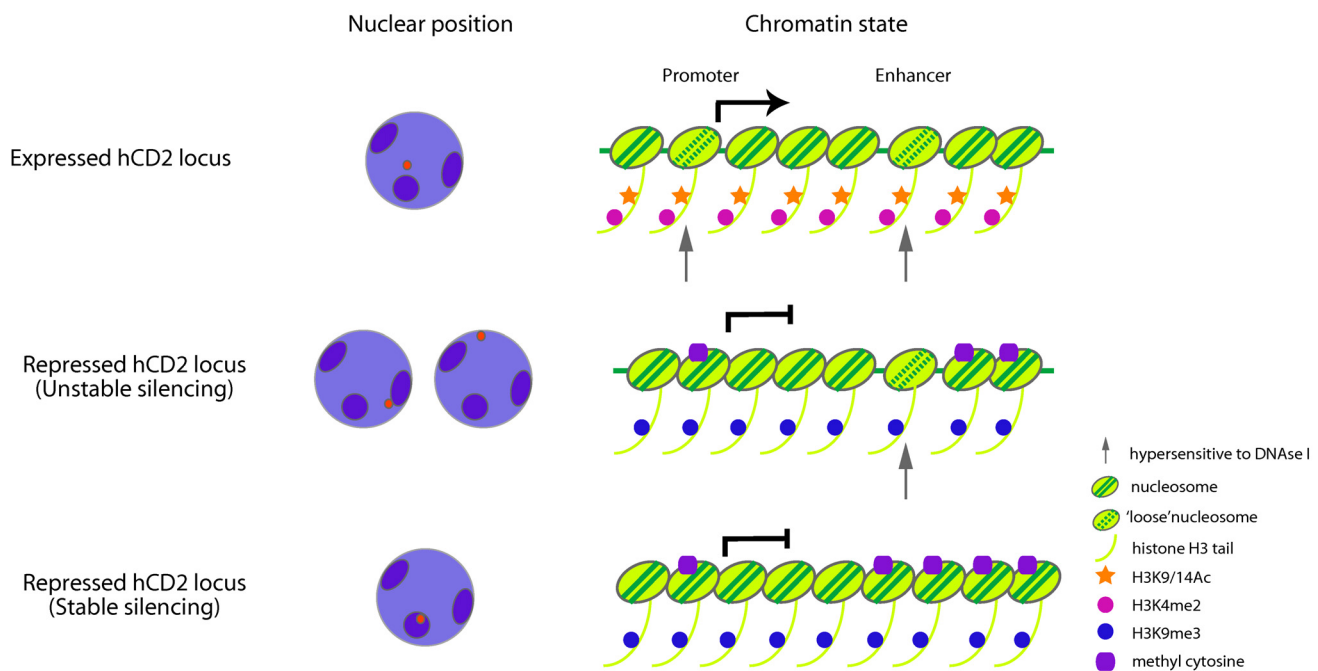 Nuclear position
Chromatin state
Promoter
Enhancer
Expressed hCD2 locus
Repressed hCD2 locus
(Unstable silencing)
Repressed hCD2 locus
(Stable silencing)
hypersensitive to DNAse I
nucleosome
'loose'nucleosome
histone H3 tail
H3K9/14Ac
H3K4me2
H3K9me3
methyl cytosine